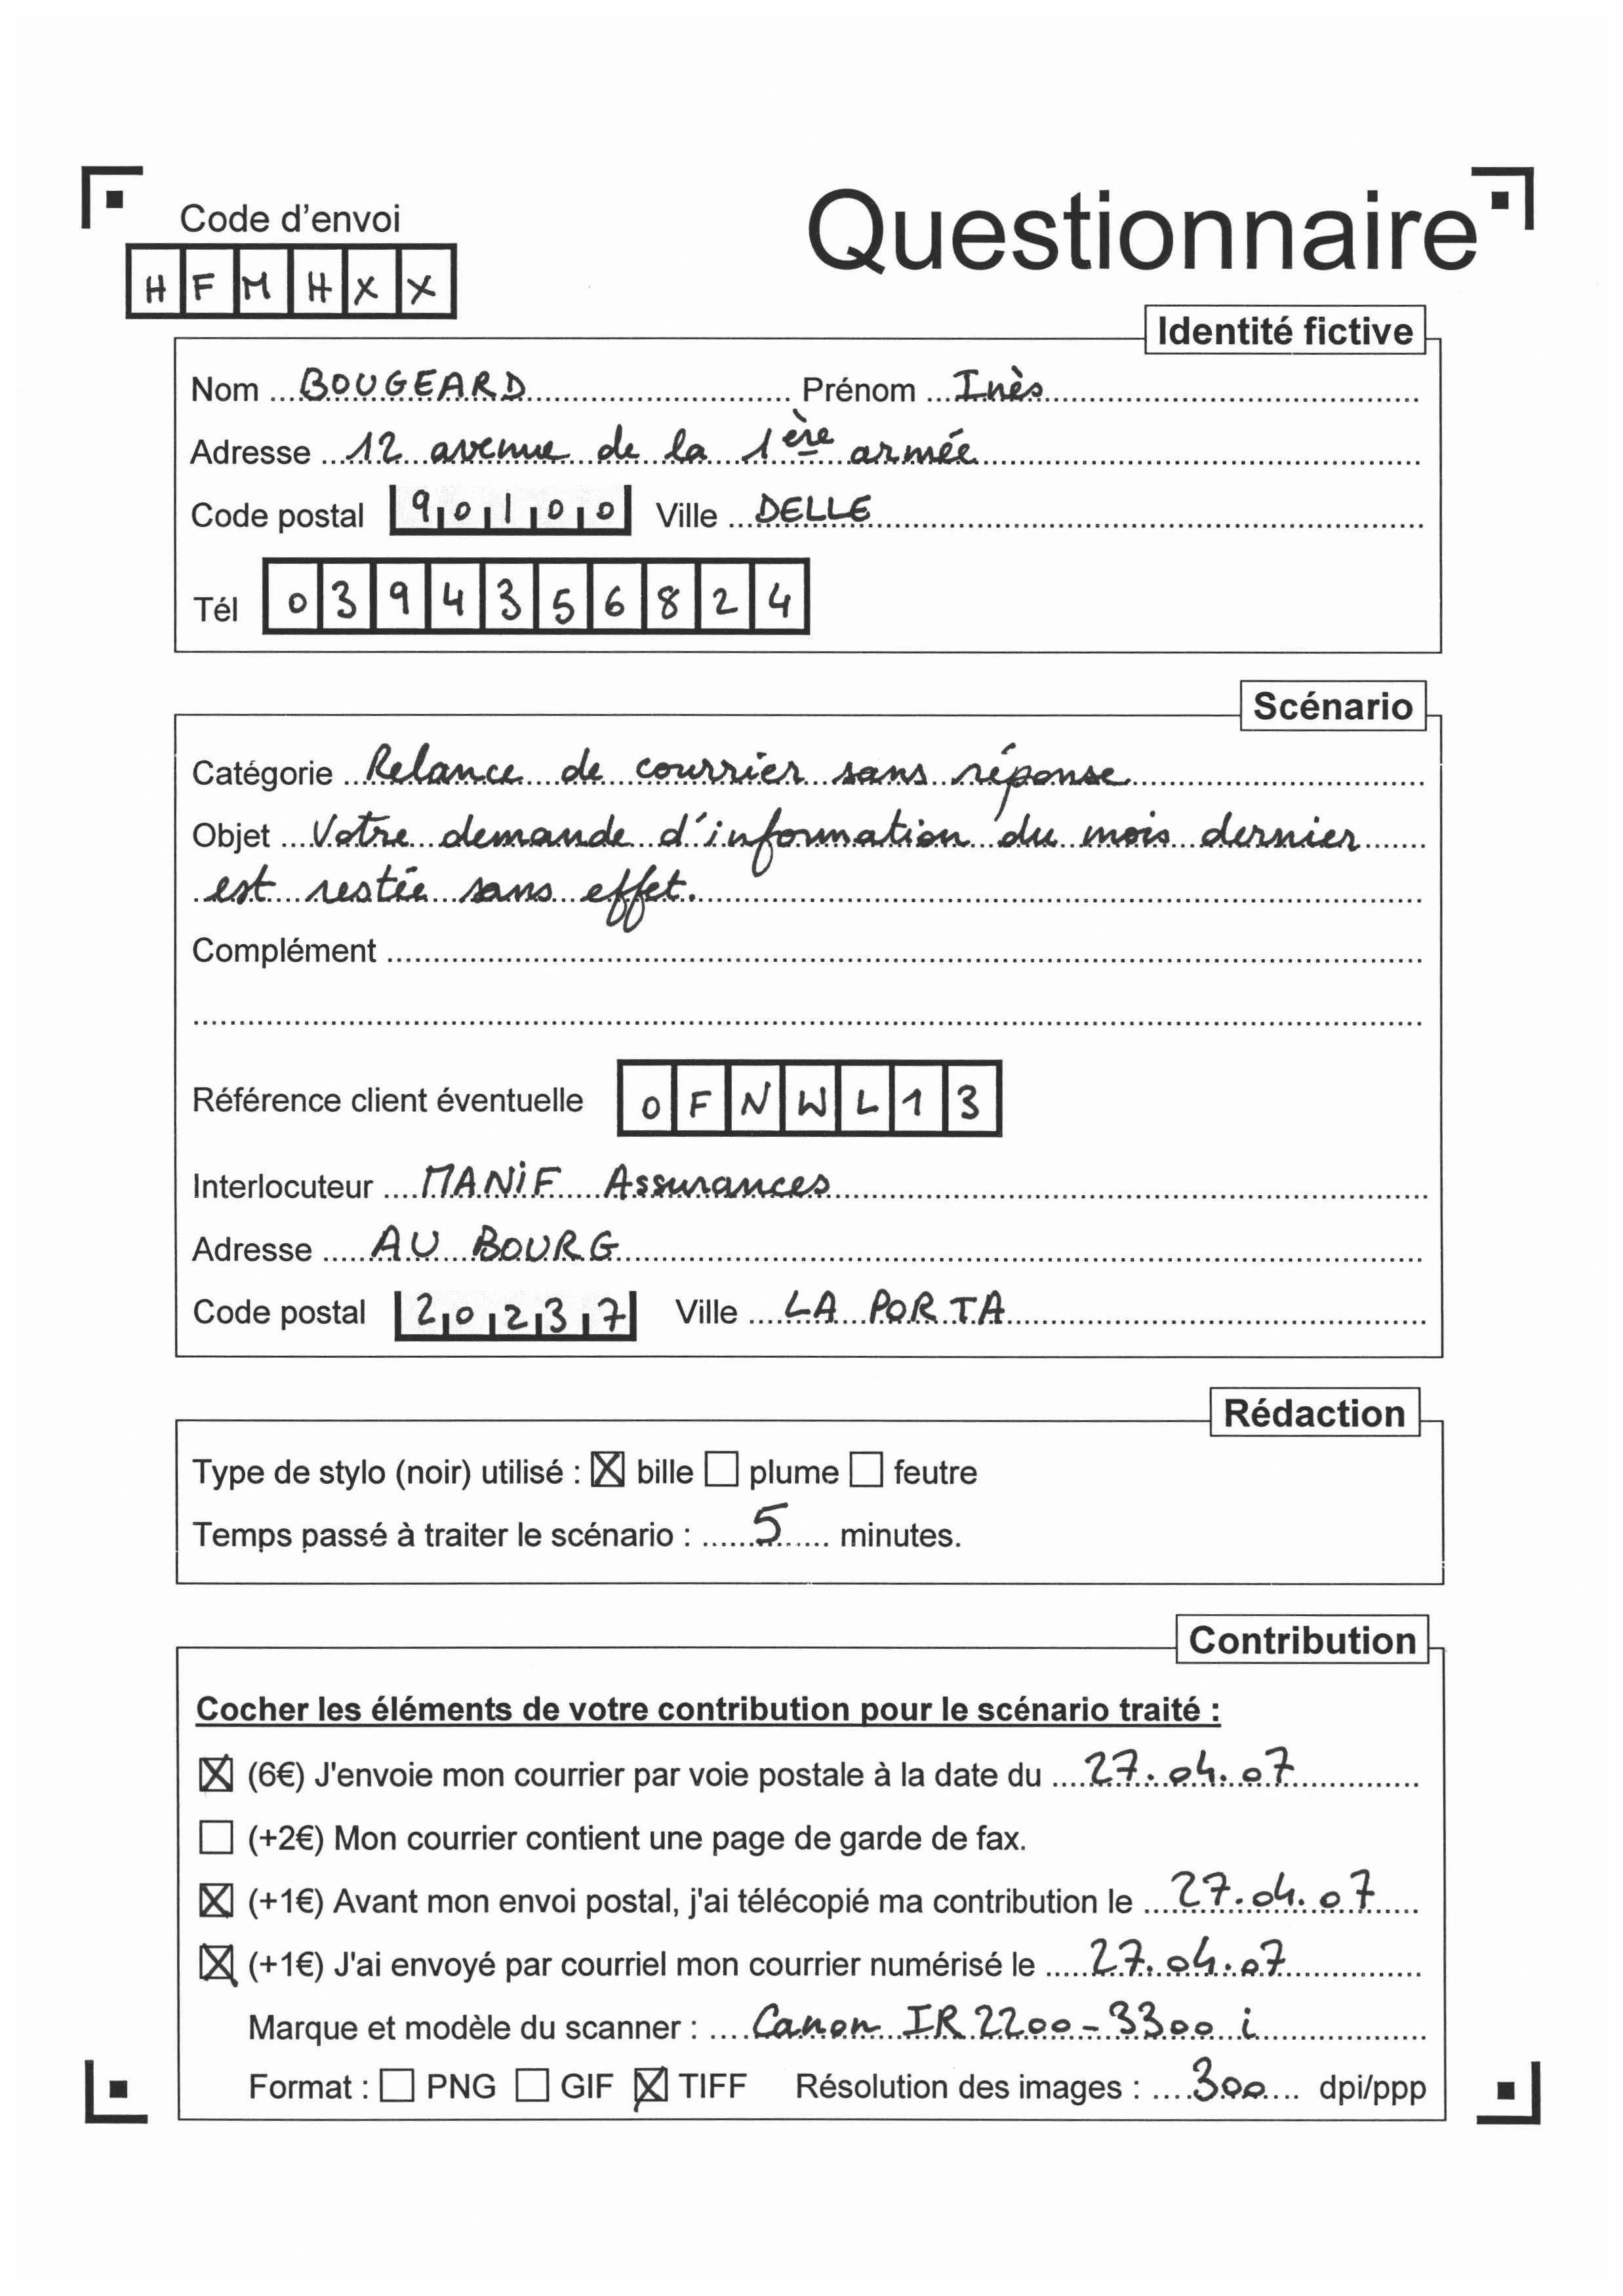 Code d'envoi
Questionnaire
HFMHXX
Identité fictive
Nom ... BOUGEARD ... Prénom ... Inès
Adresse ... 12 avenue de la 1ère armée
Code postal 90100 Ville ... DELLE
Tél 0394356824
Scénario
Catégorie ... Relance de courrier sans réponse
Objet ... Votre demande d'information du mois dernier
est restée sans effet.
Complément
Référence client éventuelle OFNWL13
Interlocuteur ... MANiF Assurances
Adresse ... AU BOURG
Code postal 20237 Ville ... LA PORTA
Rédaction
Type de stylo (noir) utilisé : ☒ bille ☐ plume ☐ feutre
Temps passé à traiter le scénario : ... 5 ... minutes.
Contribution
Cocher les éléments de votre contribution pour le scénario traité :
☒ (6€) J'envoie mon courrier par voie postale à la date du ... 27.04.07
☐ (+2€) Mon courrier contient une page de garde de fax.
☒ (+1€) Avant mon envoi postal, j'ai télécopié ma contribution le ... 27.04.07
☒ (+1€) J'ai envoyé par courriel mon courrier numérisé le ... 27.04.07
Marque et modèle du scanner : ... Canon IR 2200-3300 i
Format : ☐ PNG ☐ GIF ☒ TIFF Résolution des images : ... 300 ... dpi/ppp